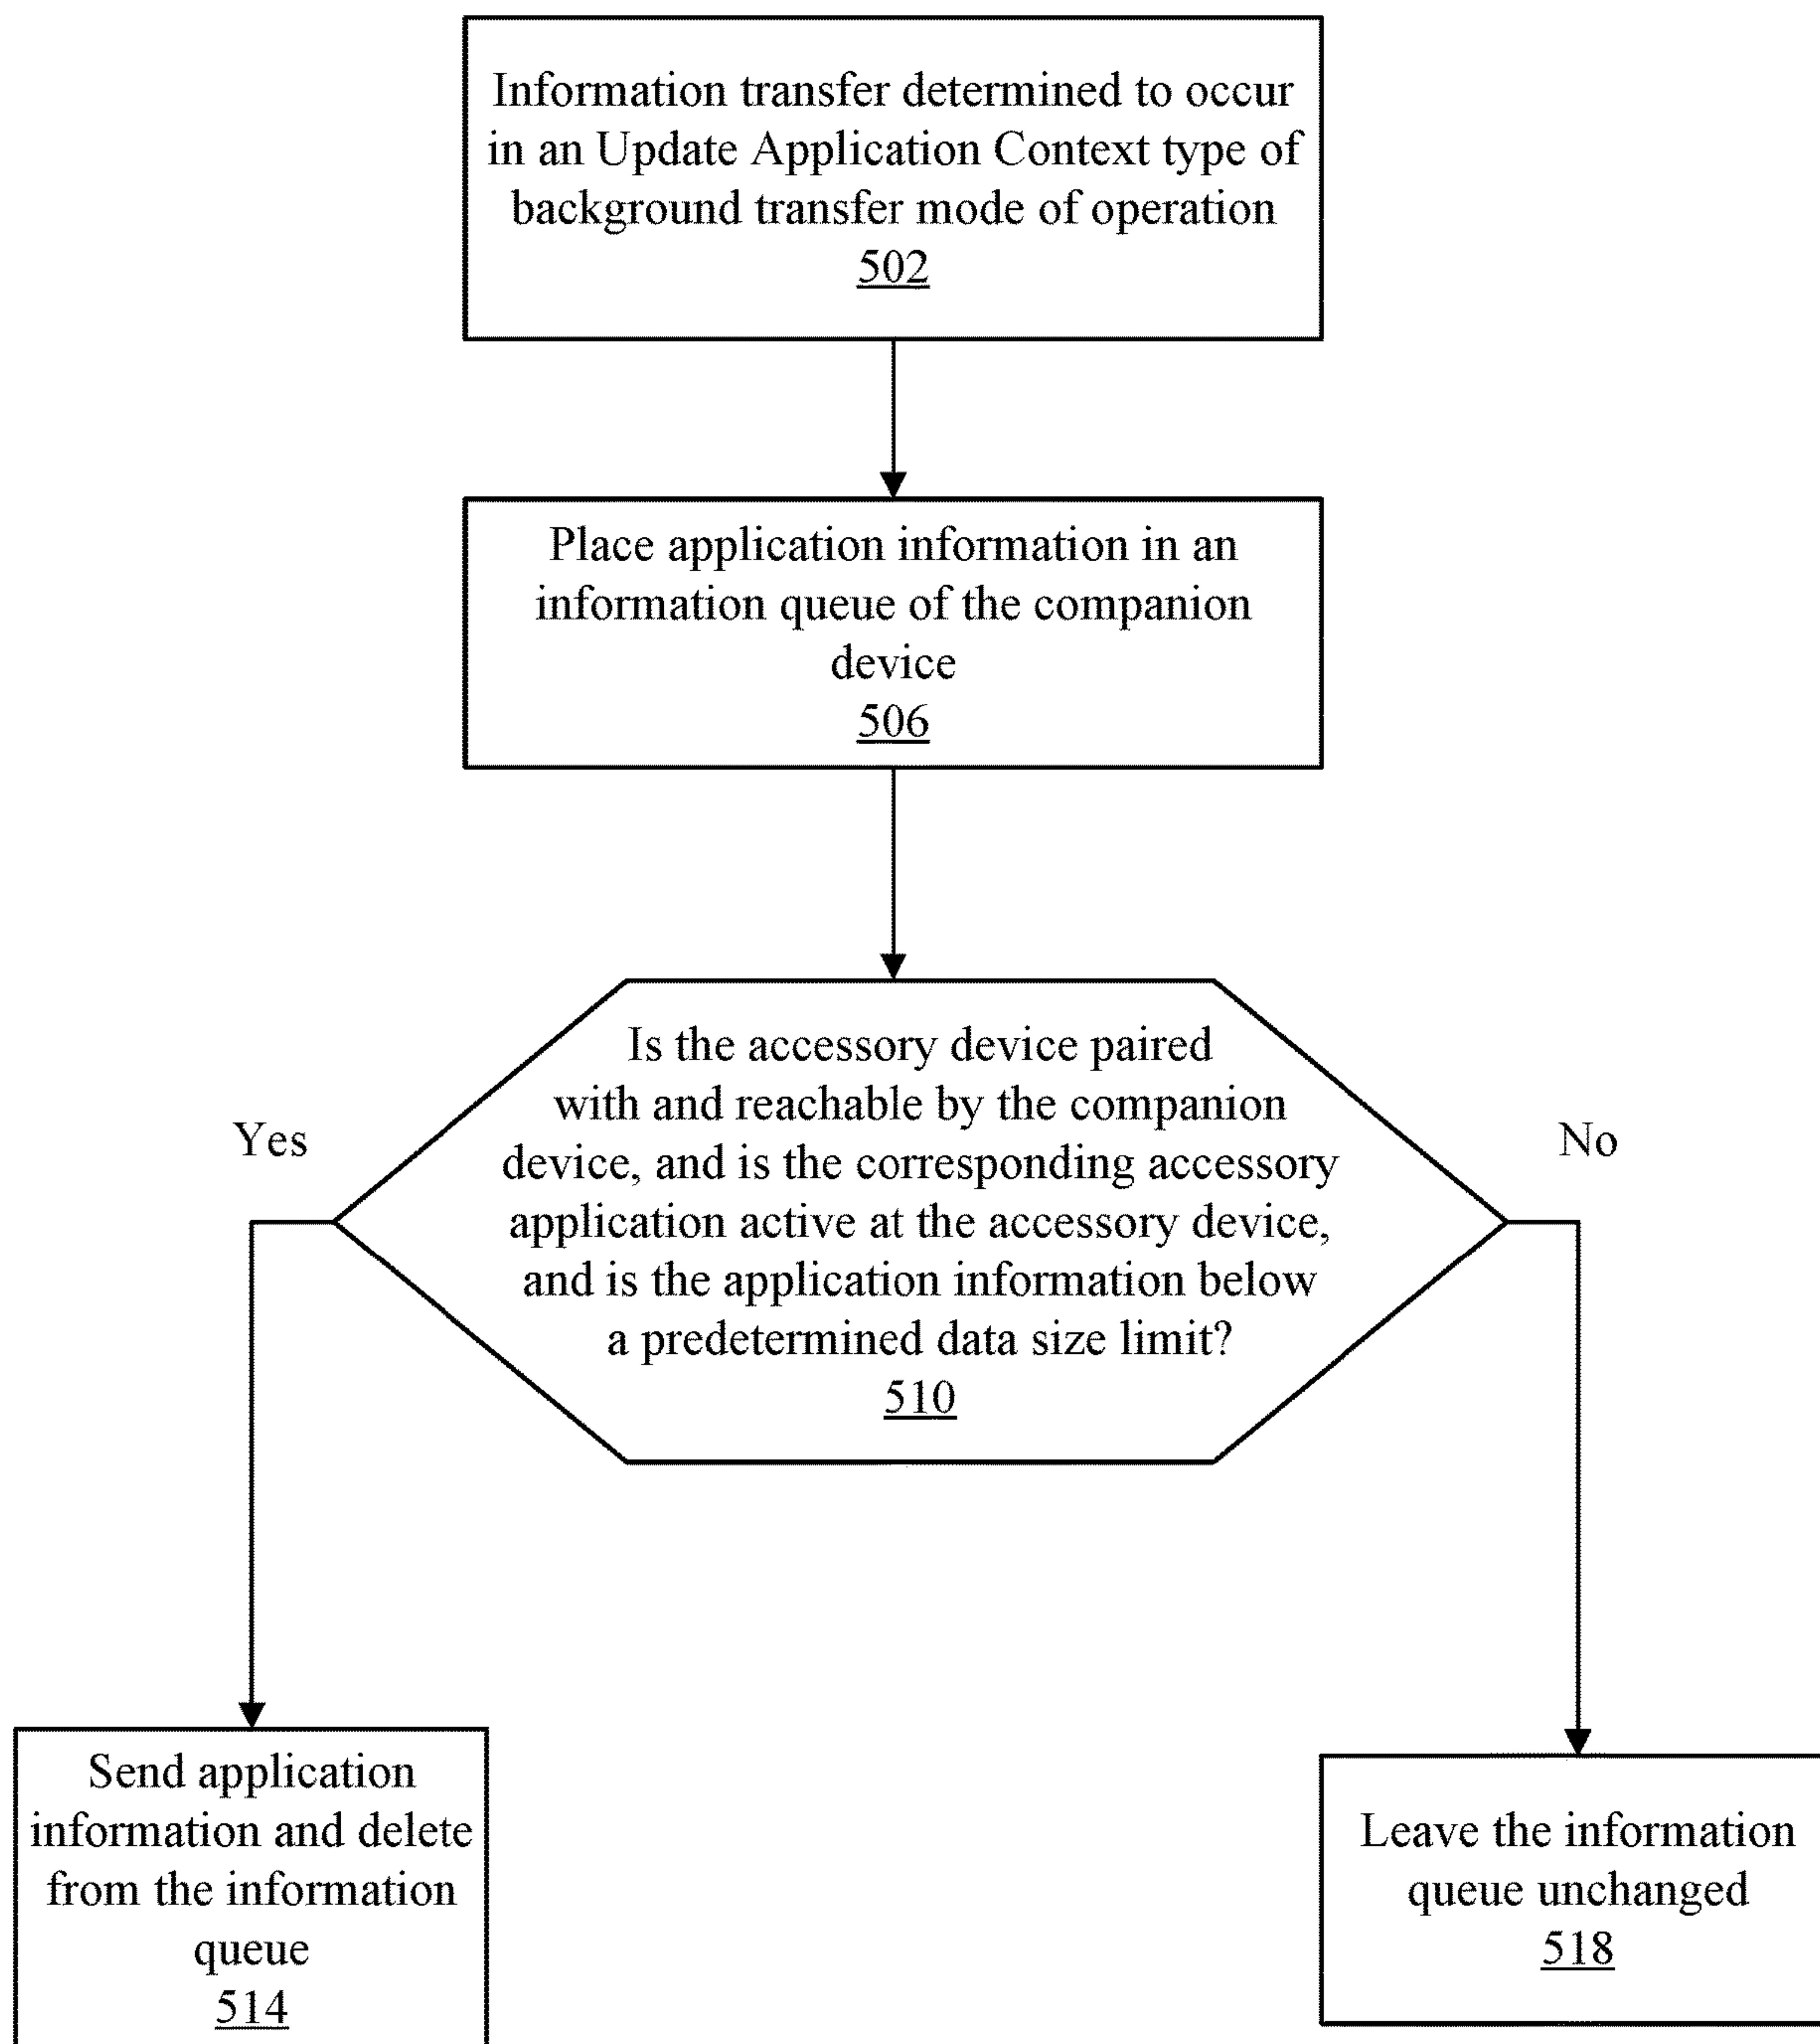 Information transfer determined to occur
in an Update Application Context type of
background transfer mode of operation
502
Place application information in an
information queue of the companion
device
506
Is the accessory device paired
with and reachable by the companion
device, and is the corresponding accessory
application active at the accessory device,
and is the application information below
a predetermined data size limit?
510
Yes
No
Send application
information and delete
from the information
queue
514
Leave the information
queue unchanged
518